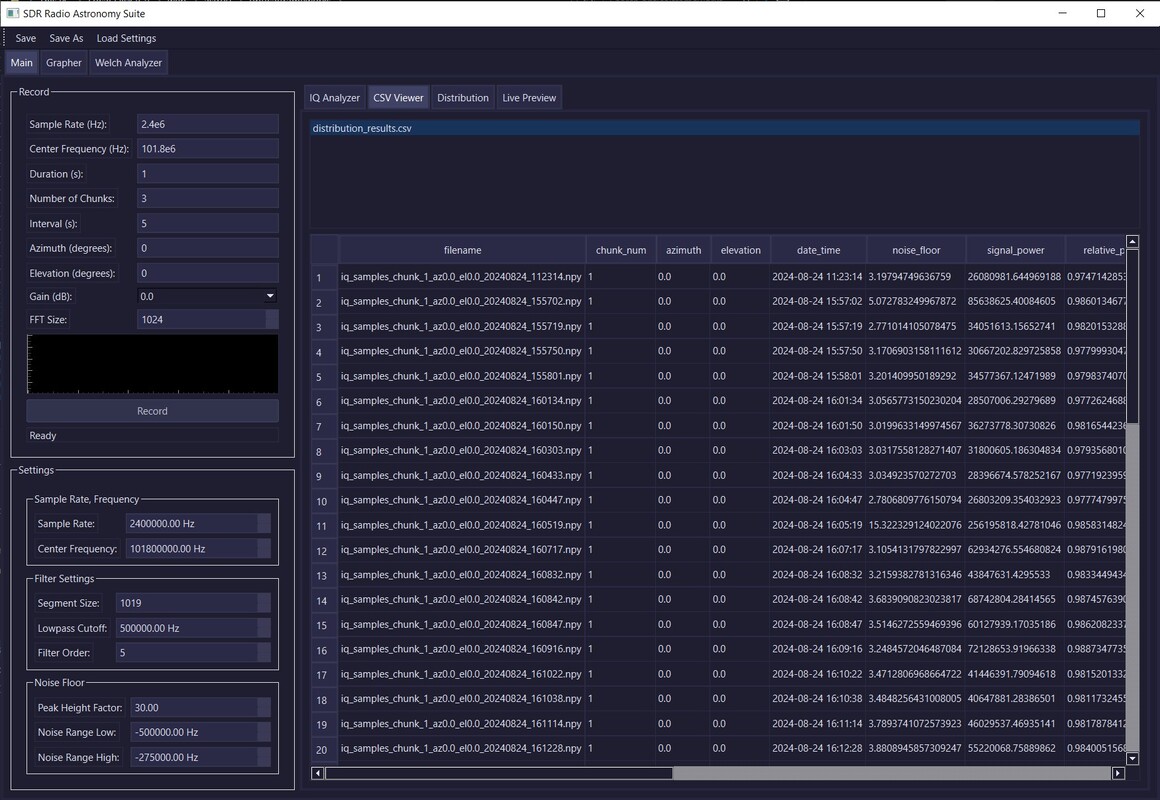 SDR Radio Astronomy Suite
Save Save As Load Settings
Main Grapher Welch Analyzer
Record
Sample Rate (Hz): 2.4e6
Center Frequency (Hz): 101.8e6
Duration (s): 1
Number of Chunks: 3
Interval (s): 5
Azimuth (degrees): 0
Elevation (degrees): 0
Gain (dB): 0.0
FFT Size: 1024
Record
Ready
Settings
Sample Rate, Frequency
Sample Rate: 2400000.00 Hz
Center Frequency: 101800000.00 Hz
Filter Settings
Segment Size: 1019
Lowpass Cutoff: 500000.00 Hz
Filter Order: 5
Noise Floor
Peak Height Factor: 30.00
Noise Range Low: -500000.00 Hz
Noise Range High: -275000.00 Hz
IQ Analyzer CSV Viewer Distribution Live Preview
distribution_results.csv
filename chunk_num azimuth elevation date_time noise_floor signal_power relative_p
1 iq_samples_chunk_1_az0.0_el0.0_20240824_112314.npy 1 0.0 0.0 2024-08-24 11:23:14 3.19794749636759 26080981.644969188 0.9747142853
2 iq_samples_chunk_1_az0.0_el0.0_20240824_155702.npy 1 0.0 0.0 2024-08-24 15:57:02 5.072783249967872 85638625.40084605 0.9860134677
3 iq_samples_chunk_1_az0.0_el0.0_20240824_155719.npy 1 0.0 0.0 2024-08-24 15:57:19 2.771014105078475 34051613.15652741 0.9820153288
4 iq_samples_chunk_1_az0.0_el0.0_20240824_155750.npy 1 0.0 0.0 2024-08-24 15:57:50 3.1706903158111612 30667202.829725858 0.9779993047
5 iq_samples_chunk_1_az0.0_el0.0_20240824_155801.npy 1 0.0 0.0 2024-08-24 15:58:01 3.201409950189292 34577367.12471989 0.9798374070
6 iq_samples_chunk_1_az0.0_el0.0_20240824_160134.npy 1 0.0 0.0 2024-08-24 16:01:34 3.0565773150230204 28507006.29279689 0.9772624688
7 iq_samples_chunk_1_az0.0_el0.0_20240824_160150.npy 1 0.0 0.0 2024-08-24 16:01:50 3.0199633149974567 36273778.30730826 0.9816544236
8 iq_samples_chunk_1_az0.0_el0.0_20240824_160303.npy 1 0.0 0.0 2024-08-24 16:03:03 3.0317558128271407 31800605.186304834 0.9793568010
9 iq_samples_chunk_1_az0.0_el0.0_20240824_160433.npy 1 0.0 0.0 2024-08-24 16:04:33 3.034923570272703 28396674.578252167 0.9771923959
10 iq_samples_chunk_1_az0.0_el0.0_20240824_160447.npy 1 0.0 0.0 2024-08-24 16:04:47 2.7806809776150794 26803209.354032923 0.9777479975
11 iq_samples_chunk_1_az0.0_el0.0_20240824_160519.npy 1 0.0 0.0 2024-08-24 16:05:19 15.322329124022076 256195818.42781046 0.9858314824
12 iq_samples_chunk_1_az0.0_el0.0_20240824_160717.npy 1 0.0 0.0 2024-08-24 16:07:17 3.1054131797822997 62934276.554680824 0.9879161980
13 iq_samples_chunk_1_az0.0_el0.0_20240824_160832.npy 1 0.0 0.0 2024-08-24 16:08:32 3.2159382781316346 43847631.4295533 0.9833449434
14 iq_samples_chunk_1_az0.0_el0.0_20240824_160842.npy 1 0.0 0.0 2024-08-24 16:08:42 3.6839090823023817 68742804.28414565 0.9874576390
15 iq_samples_chunk_1_az0.0_el0.0_20240824_160847.npy 1 0.0 0.0 2024-08-24 16:08:47 3.5146272559469396 60127939.17035186 0.9862082337
16 iq_samples_chunk_1_az0.0_el0.0_20240824_160916.npy 1 0.0 0.0 2024-08-24 16:09:16 3.2484572046487084 72128653.91966338 0.9887347735
17 iq_samples_chunk_1_az0.0_el0.0_20240824_161022.npy 1 0.0 0.0 2024-08-24 16:10:22 3.4712806968664722 41446391.79094618 0.9815201332
18 iq_samples_chunk_1_az0.0_el0.0_20240824_161038.npy 1 0.0 0.0 2024-08-24 16:10:38 3.4848256431008005 40647881.28386501 0.9811732455
19 iq_samples_chunk_1_az0.0_el0.0_20240824_161114.npy 1 0.0 0.0 2024-08-24 16:11:14 3.7893741072573923 46029537.46935141 0.9817878412
20 iq_samples_chunk_1_az0.0_el0.0_20240824_161228.npy 1 0.0 0.0 2024-08-24 16:12:28 3.8808945857309247 55220068.75889862 0.9840051568